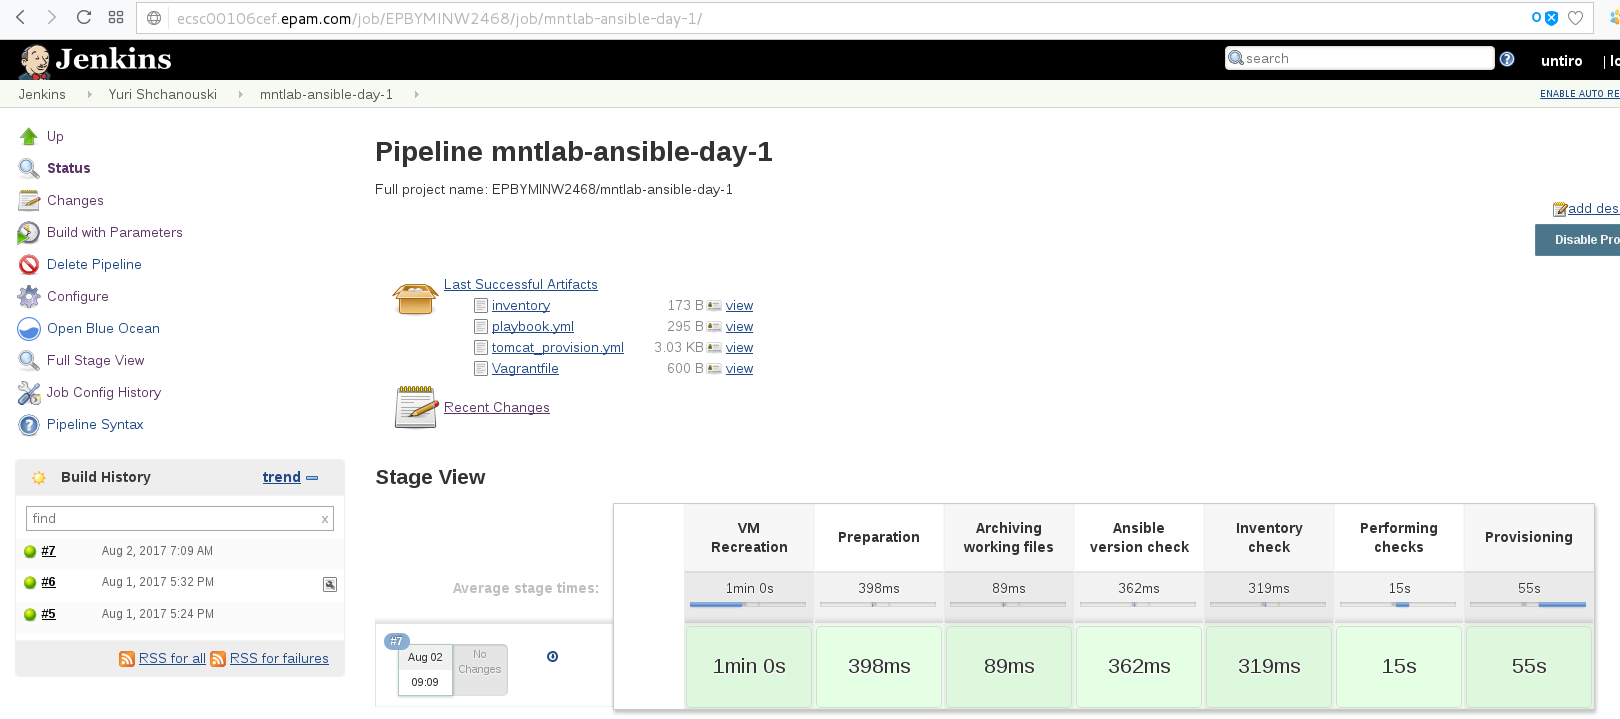 ecsc00106cef.epam.com/job/EPBYMINW2468/job/mntlab-ansible-day-1/
Jenkins
search
untiro
Jenkins
Yuri Shchanouski
mntlab-ansible-day-1
ENABLE AUTO RE
Up
Status
Changes
Build with Parameters
Delete Pipeline
Configure
Open Blue Ocean
Full Stage View
Job Config History
Pipeline Syntax
Build History
trend
find
x
#7 Aug 2, 2017 7:09 AM
#6 Aug 1, 2017 5:32 PM
#5 Aug 1, 2017 5:24 PM
RSS for all RSS for failures
Pipeline mntlab-ansible-day-1
Full project name: EPBYMINW2468/mntlab-ansible-day-1
add des
Disable Pro
Last Successful Artifacts
inventory 173 B view
playbook.yml 295 B view
tomcat_provision.yml 3.03 KB view
Vagrantfile 600 B view
Recent Changes
Stage View
VM
Recreation
Preparation
Archiving
working files
Ansible
version check
Inventory
check
Performing
checks
Provisioning
Average stage times:
1min 0s 398ms 89ms 362ms 319ms 15s 55s
#7
Aug 02
09:09
No
Changes
1min 0s 398ms 89ms 362ms 319ms 15s 55s